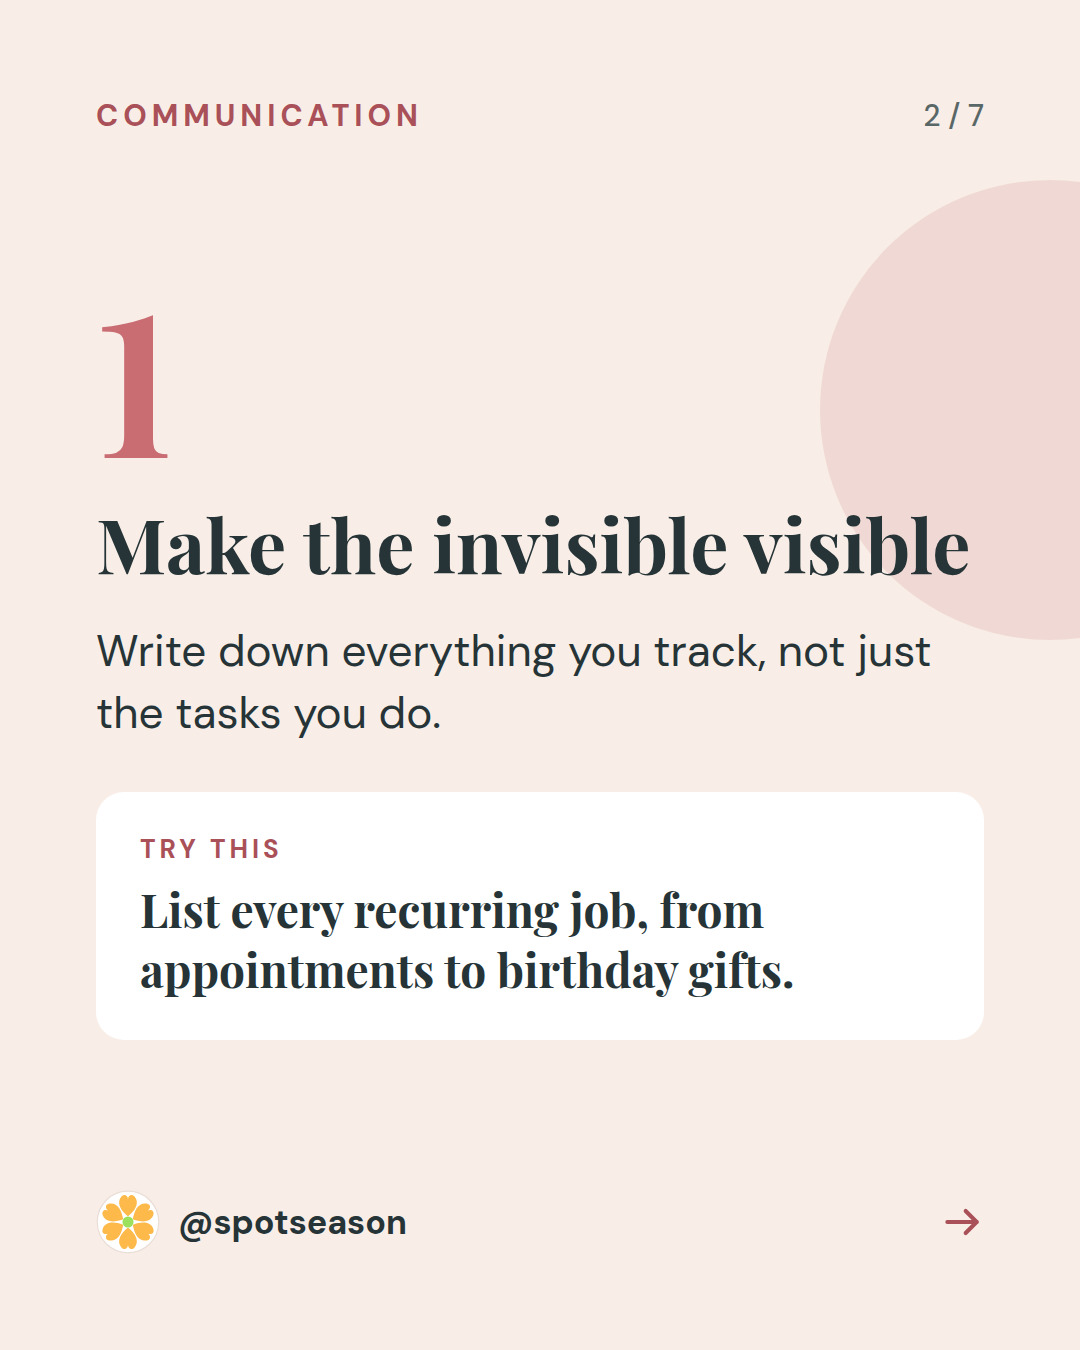 COMMUNICATION
2 / 7
1
Make the invisible visible
Write down everything you track, not just
the tasks you do.
TRY THIS
List every recurring job, from
appointments to birthday gifts.
@spotseason